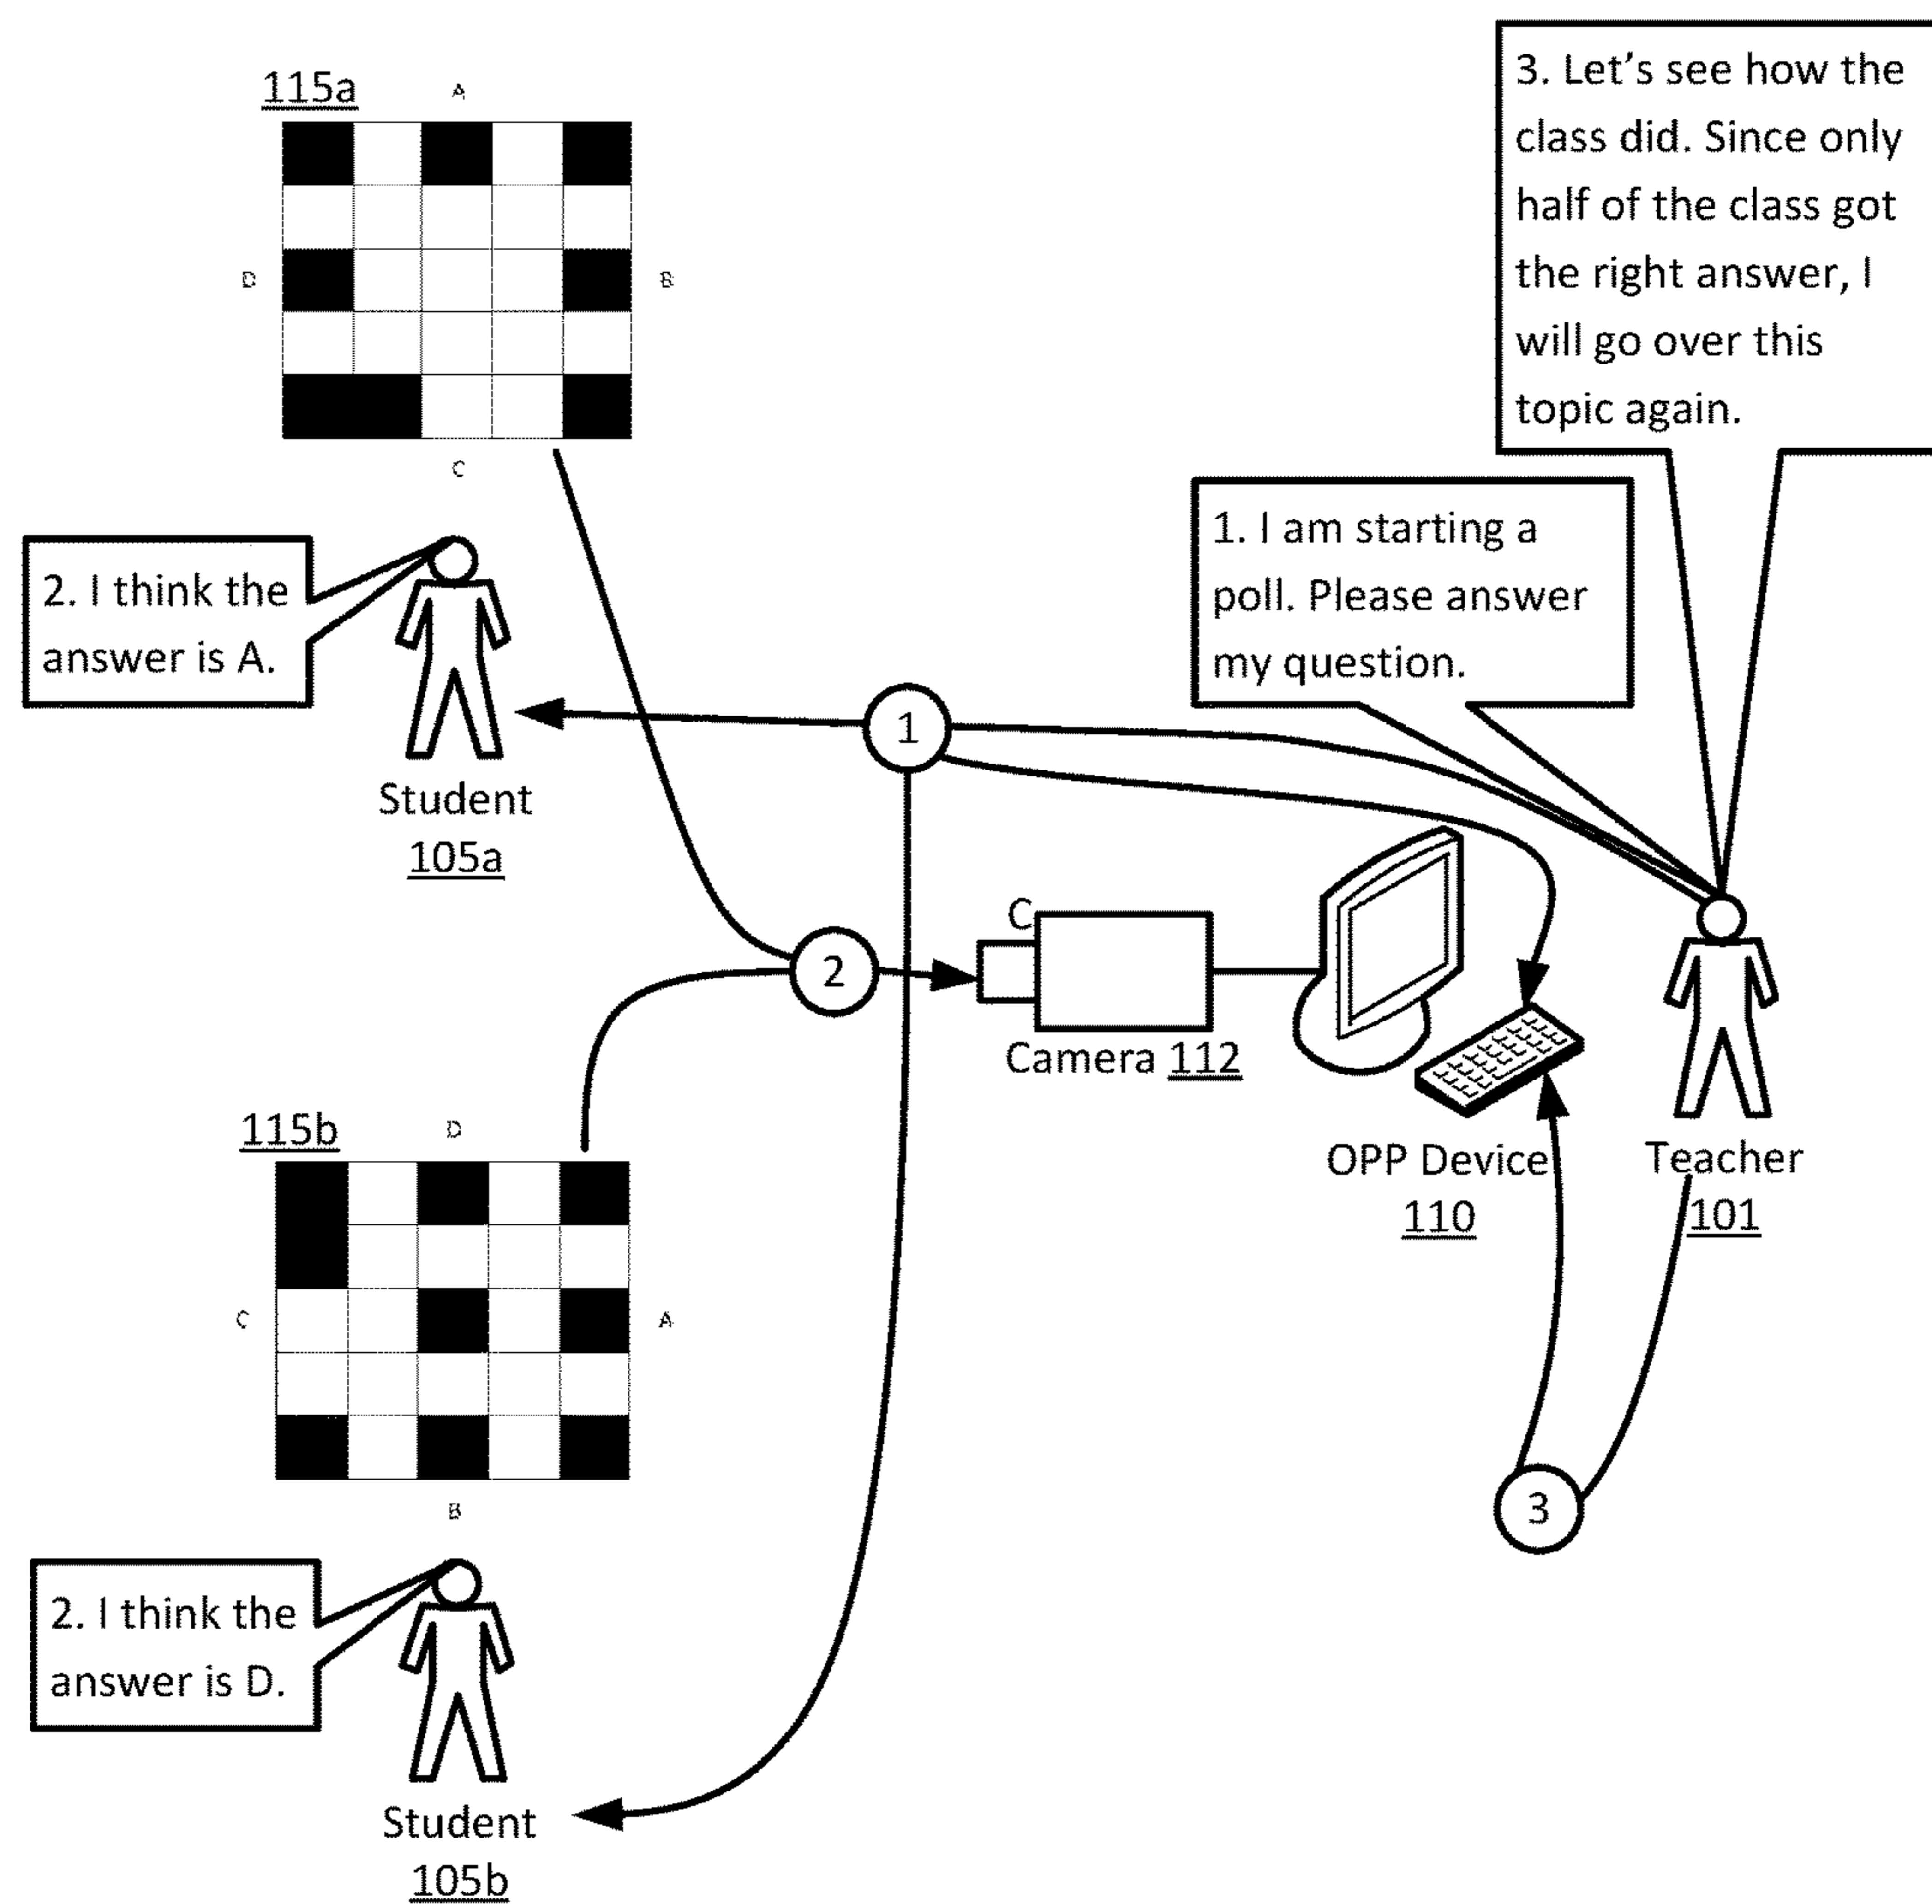 115a
A
D
B
C
3. Let's see how the
class did. Since only
half of the class got
the right answer, I
will go over this
topic again.
1. I am starting a
poll. Please answer
my question.
2. I think the
answer is A.
1
Student
105a
C
2
Camera 112
OPP Device
110
Teacher
101
115b
D
C
A
B
3
2. I think the
answer is D.
Student
105b